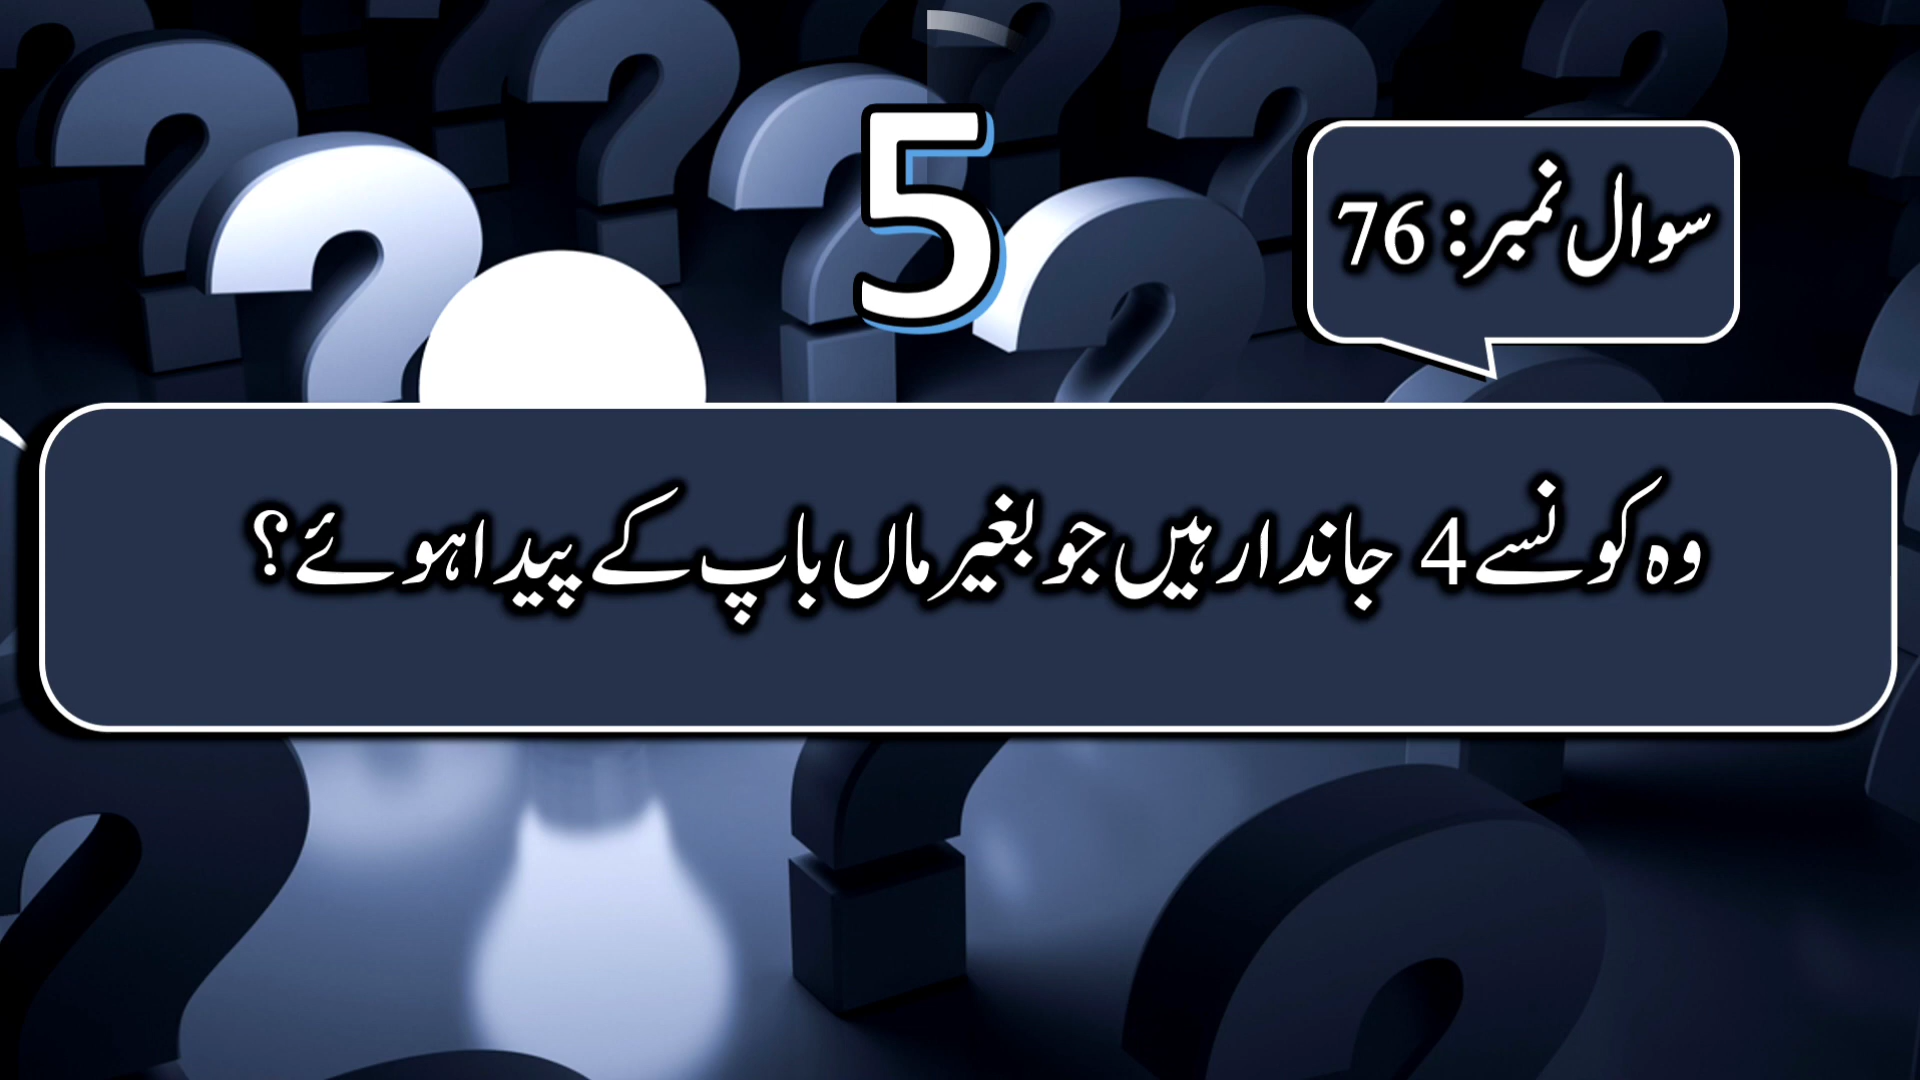 5
سوال نمبر: 76
وہ کونسے 4 جاندار ہیں جو بغیر ماں باپ کے پیدا ہوئے؟